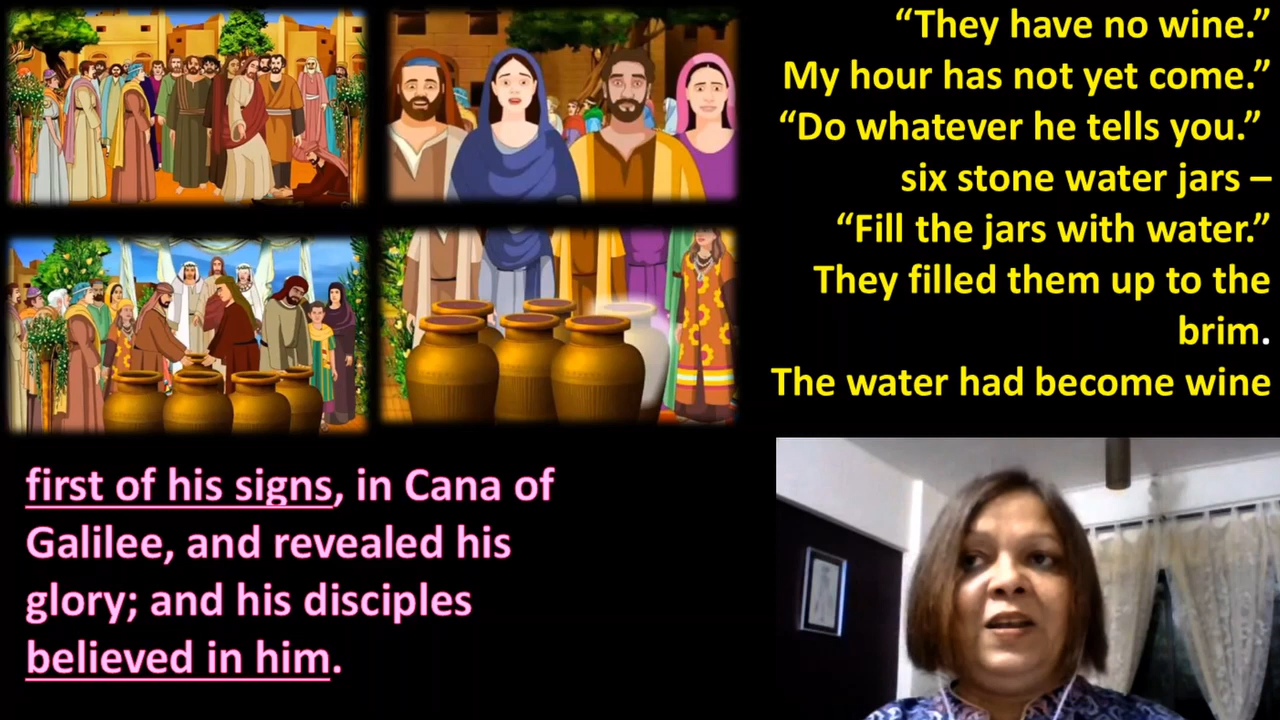 “They have no wine.”
My hour has not yet come.”
“Do whatever he tells you.”
six stone water jars –
“Fill the jars with water.”
They filled them up to the
brim.
The water had become wine
first of his signs, in Cana of
Galilee, and revealed his
glory; and his disciples
believed in him.